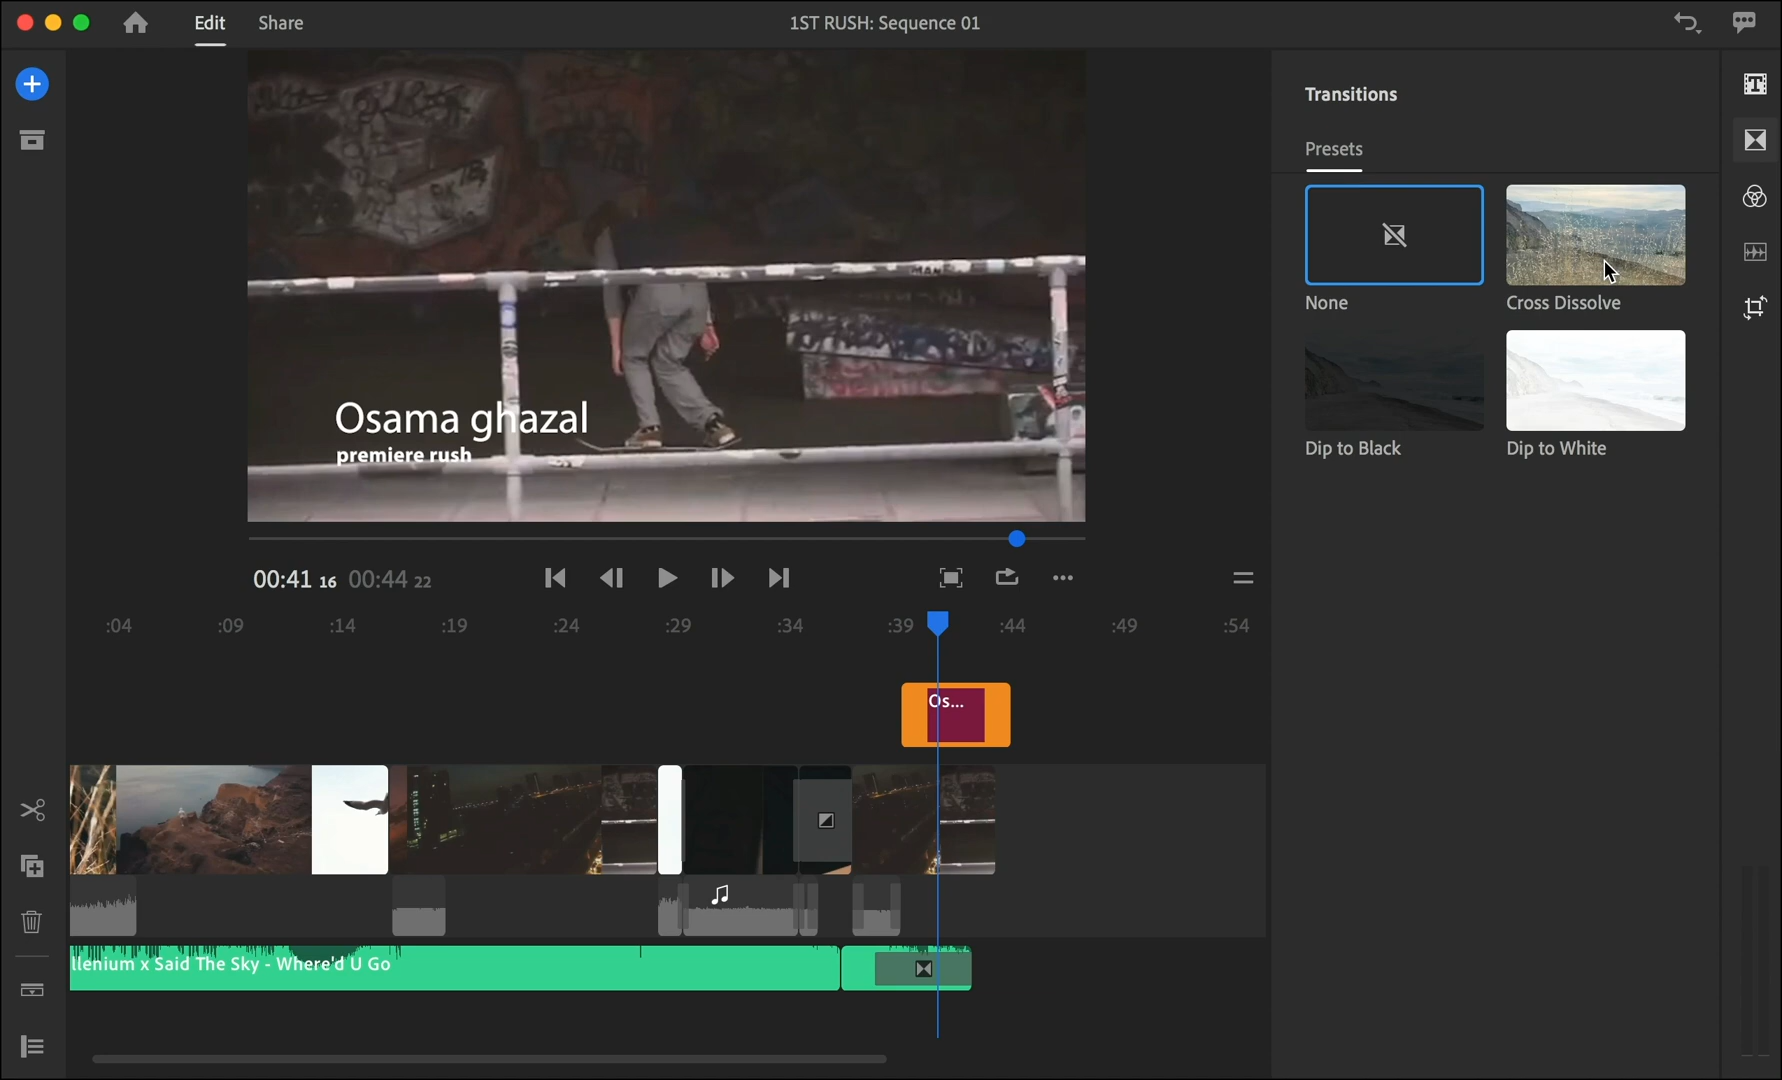 Edit
Share
1ST RUSH: Sequence 01
Transitions
Presets
None
Cross Dissolve
Dip to Black
Dip to White
Osama ghazal
premiere rush
00:41 16 00:44 22
:04 :09 :14 :19 :24 :29 :34 :39 :44 :49 :54
Os...
llenium x Said The Sky - Where'd U Go